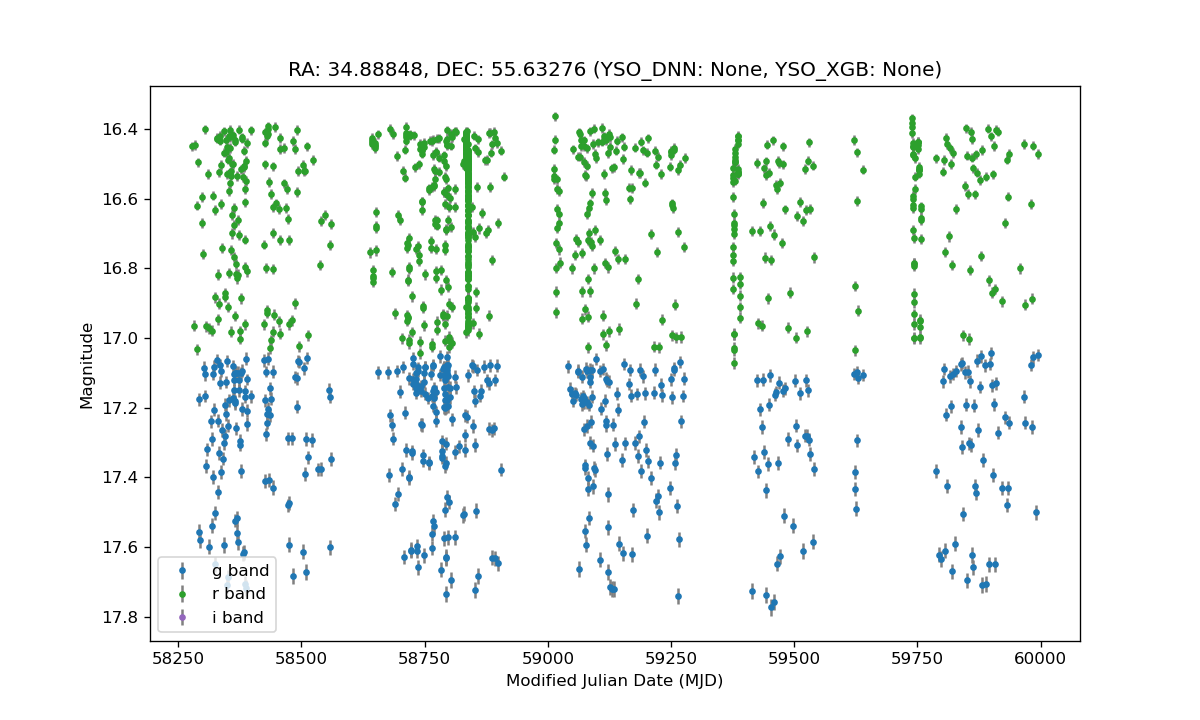 RA: 34.88848, DEC: 55.63276 (YSO_DNN: None, YSO_XGB: None)
Magnitude
16.4
16.6
16.8
17.0
17.2
17.4
17.6
17.8
g band
r band
i band
58250 58500 58750 59000 59250 59500 59750 60000
Modified Julian Date (MJD)